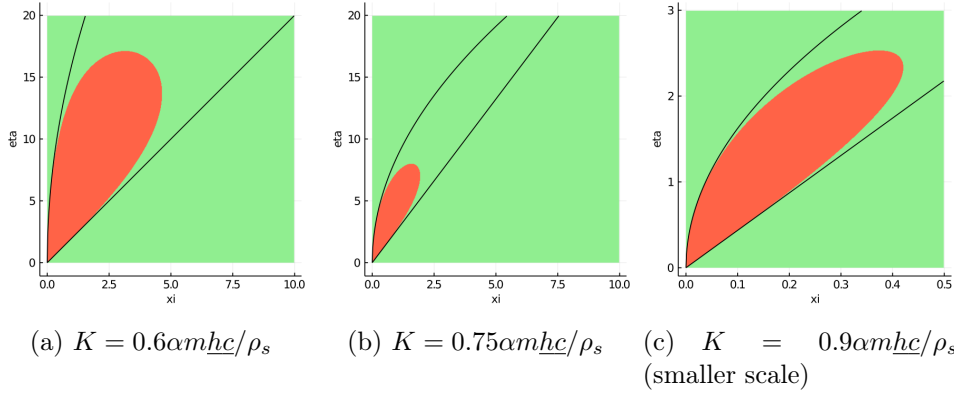 20
15
10
5
0
eta
0.0 2.5 5.0 7.5 10.0
xi
20
15
10
5
0
eta
0.0 2.5 5.0 7.5 10.0
xi
3
2
1
0
eta
0.0 0.1 0.2 0.3 0.4 0.5
xi
(a) K = 0.6αmhc/ρs
(b) K = 0.75αmhc/ρs
(c) K = 0.9αmhc/ρs
(smaller scale)